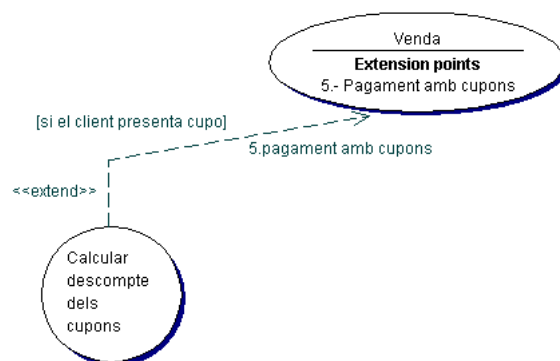 Venda
Extension points
5.- Pagament amb cupons
[si el client presenta cupo]
5.pagament amb cupons
<<extend>>
Calcular
descompte
dels
cupons